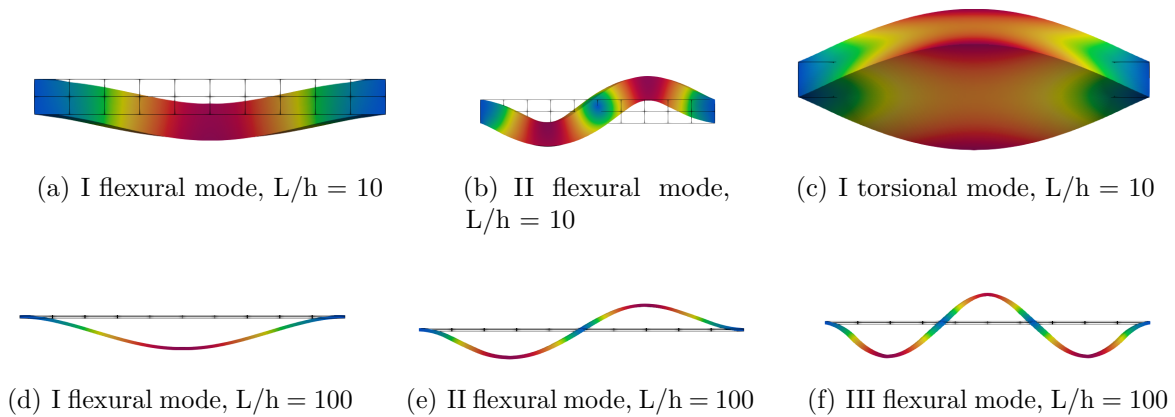 (a) I flexural mode, L/h = 10
(b) II flexural mode,
L/h = 10
(c) I torsional mode, L/h = 10
(d) I flexural mode, L/h = 100
(e) II flexural mode, L/h = 100
(f) III flexural mode, L/h = 100